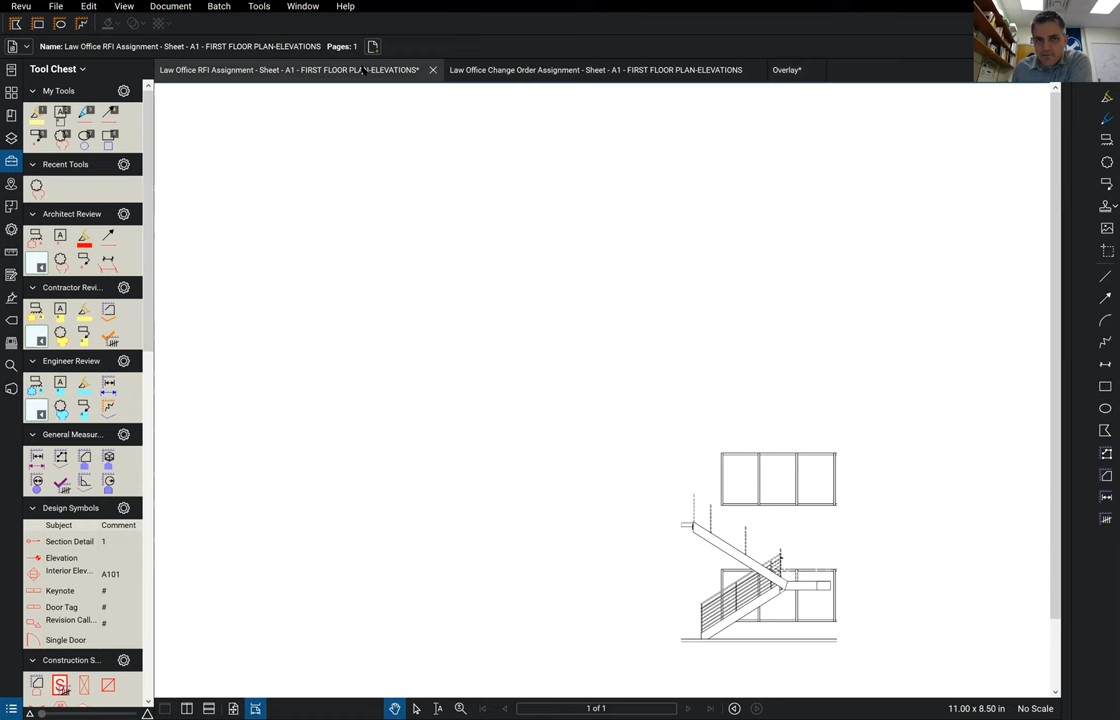 Revu File Edit View Tools Batch Tools Window Help
Name: Law Office RFI Assignment - Sheet - A1 - FIRST FLOOR PLAN-ELEVATIONS Pages: 1
Law Office RFI Assignment - Sheet - A1 - FIRST FLOOR PLAN-ELEVATIONS* Law Office Change Order Assignment - Sheet - A1 - FIRST FLOOR PLAN-ELEVATIONS Overlay*
Tool Chest
My Tools
Recent Tools
Architect Review
Contractor Revi...
Engineer Review
General Measur...
Design Symbols
Subject Comment
Section Detail 1
Elevation
Interior Elev... A101
Keynote #
Door Tag #
Revision Call... #
Single Door
Construction S...
1 of 1
11.00 x 8.50 in No Scale